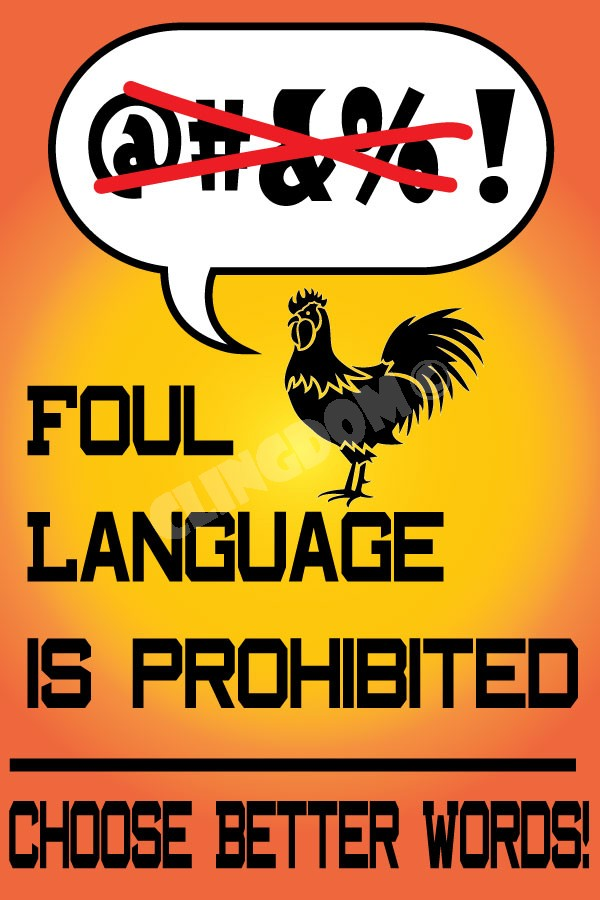 @#&%!
FOUL
CLINGDOM©
LANGUAGE
IS PROHIBITED
CHOOSE BETTER WORDS!